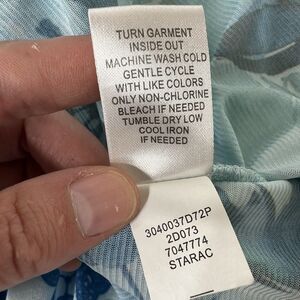 TURN GARMENT
INSIDE OUT
MACHINE WASH COLD
GENTLE CYCLE
WITH LIKE COLORS
ONLY NON-CHLORINE
BLEACH IF NEEDED
TUMBLE DRY LOW
COOL IRON
IF NEEDED
3040037D72P
2D073
7047774
STARAC